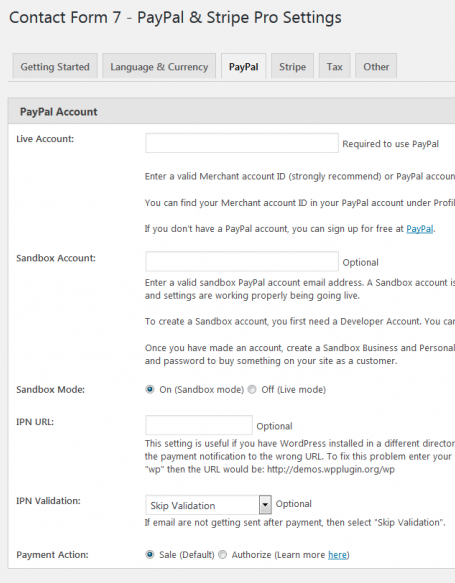 Contact Form 7 - PayPal & Stripe Pro Settings
Getting Started Language & Currency PayPal Stripe Tax Other
PayPal Account
Live Account: Required to use PayPal
Enter a valid Merchant account ID (strongly recommend) or PayPal accoun
You can find your Merchant account ID in your PayPal account under Profil
If you don't have a PayPal account, you can sign up for free at PayPal.
Sandbox Account: Optional
Enter a valid sandbox PayPal account email address. A Sandbox account is
and settings are working properly being going live.
To create a Sandbox account, you first need a Developer Account. You can
Once you have made an account, create a Sandbox Business and Personal
and password to buy something on your site as a customer.
Sandbox Mode: On (Sandbox mode) Off (Live mode)
IPN URL: Optional
This setting is useful if you have WordPress installed in a different director
the payment notification to the wrong URL. To fix this problem enter your
"wp" then the URL would be: http://demos.wpplugin.org/wp
IPN Validation: Skip Validation Optional
If email are not getting sent after payment, then select "Skip Validation".
Payment Action: Sale (Default) Authorize (Learn more here)